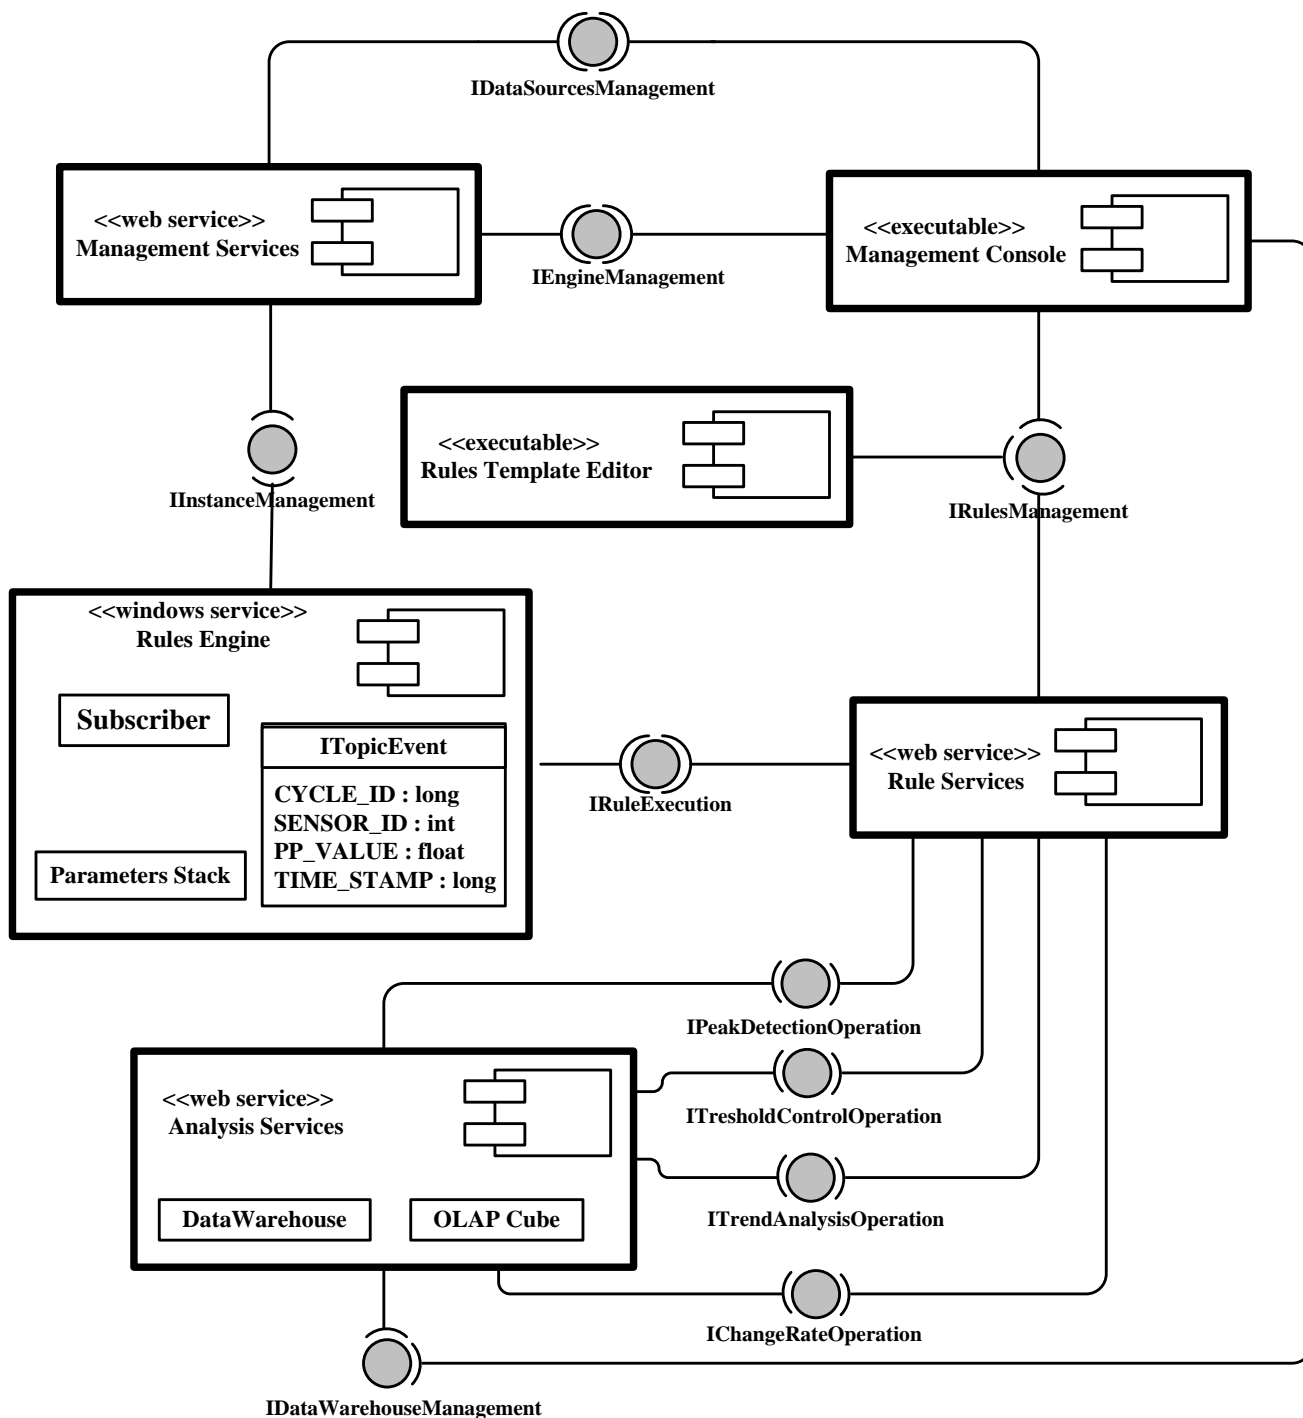 IDataSourcesManagement
<<web service>>
Management Services
IEngineManagement
<<executable>>
Management Console
IInstanceManagement
<<executable>>
Rules Template Editor
IRulesManagement
<<windows service>>
Rules Engine
Subscriber
ITopicEvent
CYCLE_ID : long
SENSOR_ID : int
PP_VALUE : float
TIME_STAMP : long
Parameters Stack
IRuleExecution
<<web service>>
Rule Services
IPeakDetectionOperation
<<web service>>
Analysis Services
ITresholdControlOperation
DataWarehouse
OLAP Cube
ITrendAnalysisOperation
IChangeRateOperation
IDataWarehouseManagement